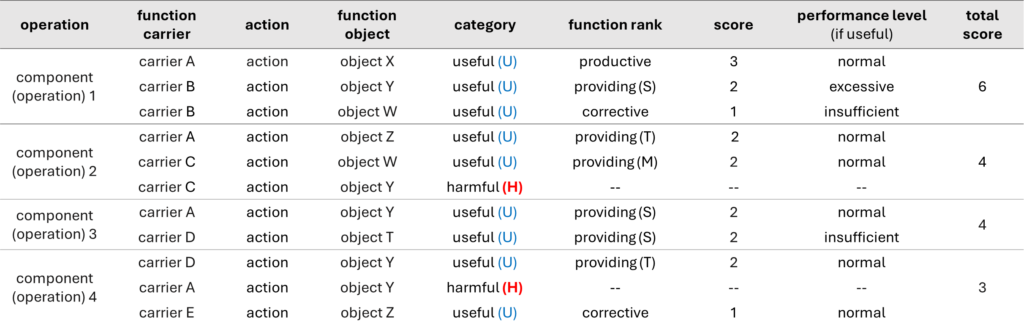 operation function carrier action function object category function rank score performance level (if useful) total score
component (operation) 1
carrier A action object X useful (U) productive 3 normal
carrier B action object Y useful (U) providing (S) 2 excessive 6
carrier B action object W useful (U) corrective 1 insufficient
component (operation) 2
carrier A action object Z useful (U) providing (T) 2 normal
carrier C action object W useful (U) providing (M) 2 normal 4
carrier C action object Y harmful (H) -- -- --
component (operation) 3
carrier A action object Y useful (U) providing (S) 2 normal 4
carrier D action object T useful (U) providing (S) 2 insufficient
component (operation) 4
carrier D action object Y useful (U) providing (T) 2 normal
carrier A action object Y harmful (H) -- -- -- 3
carrier E action object Z useful (U) corrective 1 normal